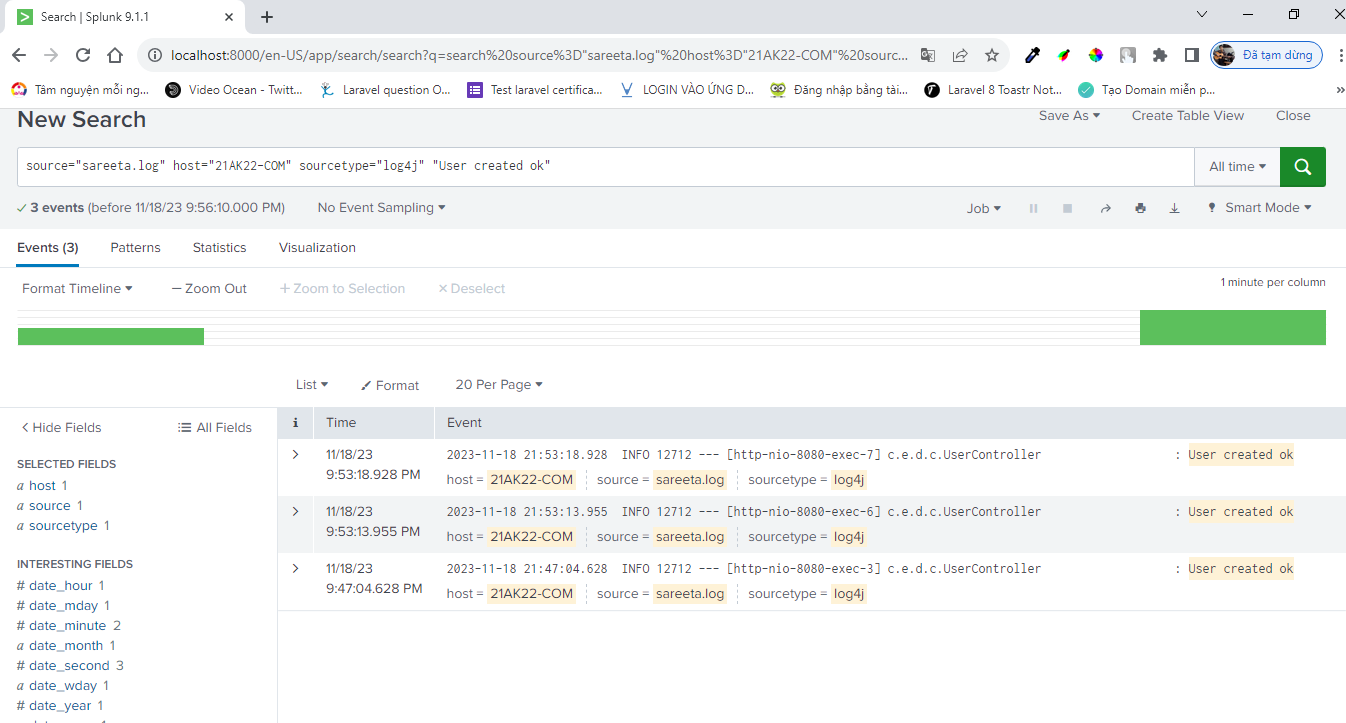 Search | Splunk 9.1.1
localhost:8000/en-US/app/search/search?q=search%20source%3D"sareeta.log"%20host%3D"21AK22-COM"%20sourc...
Đã tạm dừng
Tâm nguyện mỗi ng... Video Ocean - Twitt... Laravel question O... Test laravel certifica... LOGIN VÀO ỨNG D... Đăng nhập bằng tài... Laravel 8 Toastr Not... Tạo Domain miễn p... »
New Search Save As Create Table View Close
source="sareeta.log" host="21AK22-COM" sourcetype="log4j" "User created ok" All time
3 events (before 11/18/23 9:56:10.000 PM) No Event Sampling Job Smart Mode
Events (3) Patterns Statistics Visualization
Format Timeline — Zoom Out + Zoom to Selection × Deselect 1 minute per column
List Format 20 Per Page
< Hide Fields All Fields
SELECTED FIELDS
a host 1
a source 1
a sourcetype 1
INTERESTING FIELDS
# date_hour 1
# date_mday 1
# date_minute 2
a date_month 1
# date_second 3
a date_wday 1
# date_year 1
i Time Event
> 11/18/23 2023-11-18 21:53:18.928 INFO 12712 --- [http-nio-8080-exec-7] c.e.d.c.UserController : User created ok
9:53:18.928 PM host = 21AK22-COM source = sareeta.log sourcetype = log4j
> 11/18/23 2023-11-18 21:53:13.955 INFO 12712 --- [http-nio-8080-exec-6] c.e.d.c.UserController : User created ok
9:53:13.955 PM host = 21AK22-COM source = sareeta.log sourcetype = log4j
> 11/18/23 2023-11-18 21:47:04.628 INFO 12712 --- [http-nio-8080-exec-3] c.e.d.c.UserController : User created ok
9:47:04.628 PM host = 21AK22-COM source = sareeta.log sourcetype = log4j